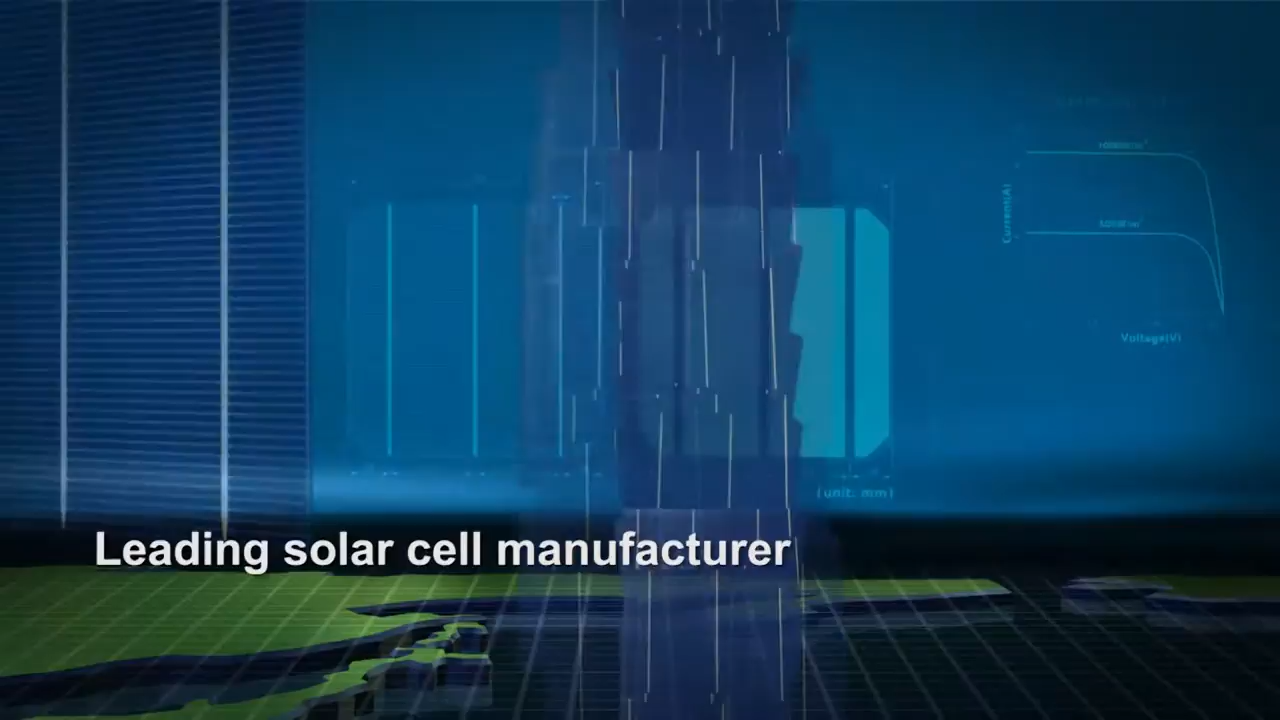 Current(A)
Voltage(V)
(unit: mm)
Leading solar cell manufacturer